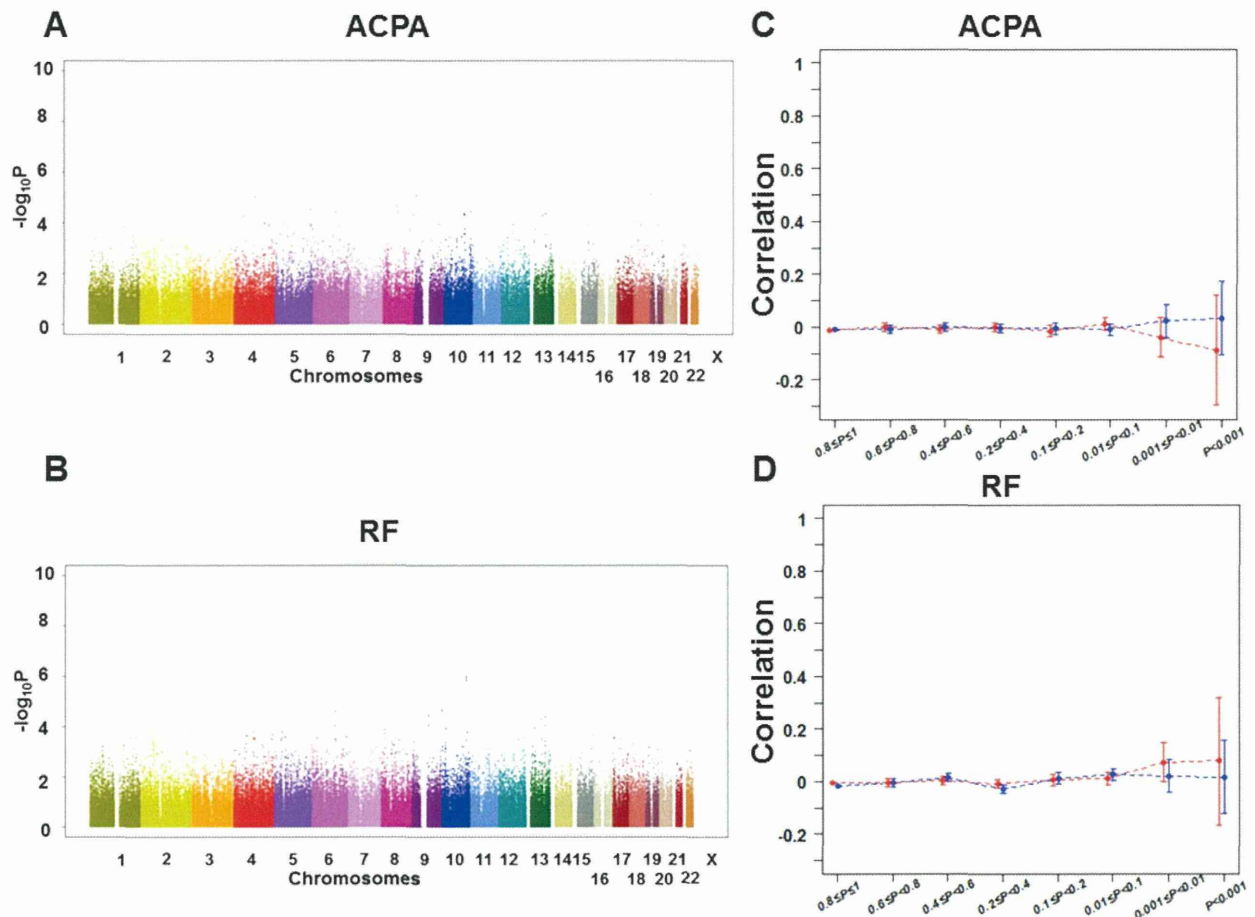 A
ACPA
10
8
6
4
2
0
-log10P
1 2 3 4 5 6 7 8 9 10 11 12 13 14 15 17 19 21 X
16 18 20 22
Chromosomes
B
RF
10
8
6
4
2
0
-log10P
1 2 3 4 5 6 7 8 9 10 11 12 13 14 15 17 19 21 X
16 18 20 22
Chromosomes
C
ACPA
1
0.8
0.6
0.4
0.2
0
-0.2
Correlation
0.8≤P≤1
0.6≤P<0.8
0.4≤P<0.6
0.2≤P<0.4
0.1≤P<0.2
0.01≤P<0.1
0.001≤P<0.01
P<0.001
D
RF
1
0.8
0.6
0.4
0.2
0
-0.2
Correlation
0.8≤P≤1
0.6≤P<0.8
0.4≤P<0.6
0.2≤P<0.4
0.1≤P<0.2
0.01≤P<0.1
0.001≤P<0.01
P<0.001